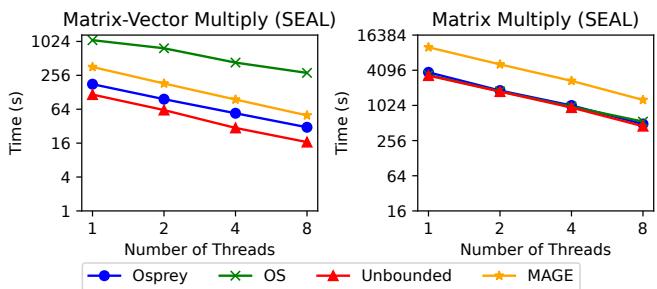 Matrix-Vector Multiply (SEAL)
Time (s)
1024
256
64
16
4
1
1 2 4 8
Number of Threads
Matrix Multiply (SEAL)
Time (s)
16384
4096
1024
256
64
16
1 2 4 8
Number of Threads
Osprey OS Unbounded MAGE